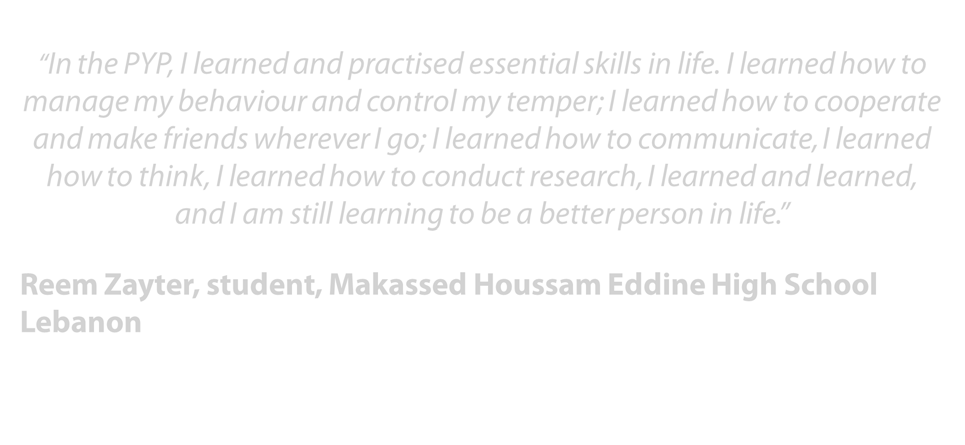 “In the PYP, I learned and practised essential skills in life. I learned how to
manage my behaviour and control my temper; I learned how to cooperate
and make friends wherever I go; I learned how to communicate, I learned
how to think, I learned how to conduct research, I learned and learned,
and I am still learning to be a better person in life.”
Reem Zayter, student, Makassed Houssam Eddine High School
Lebanon